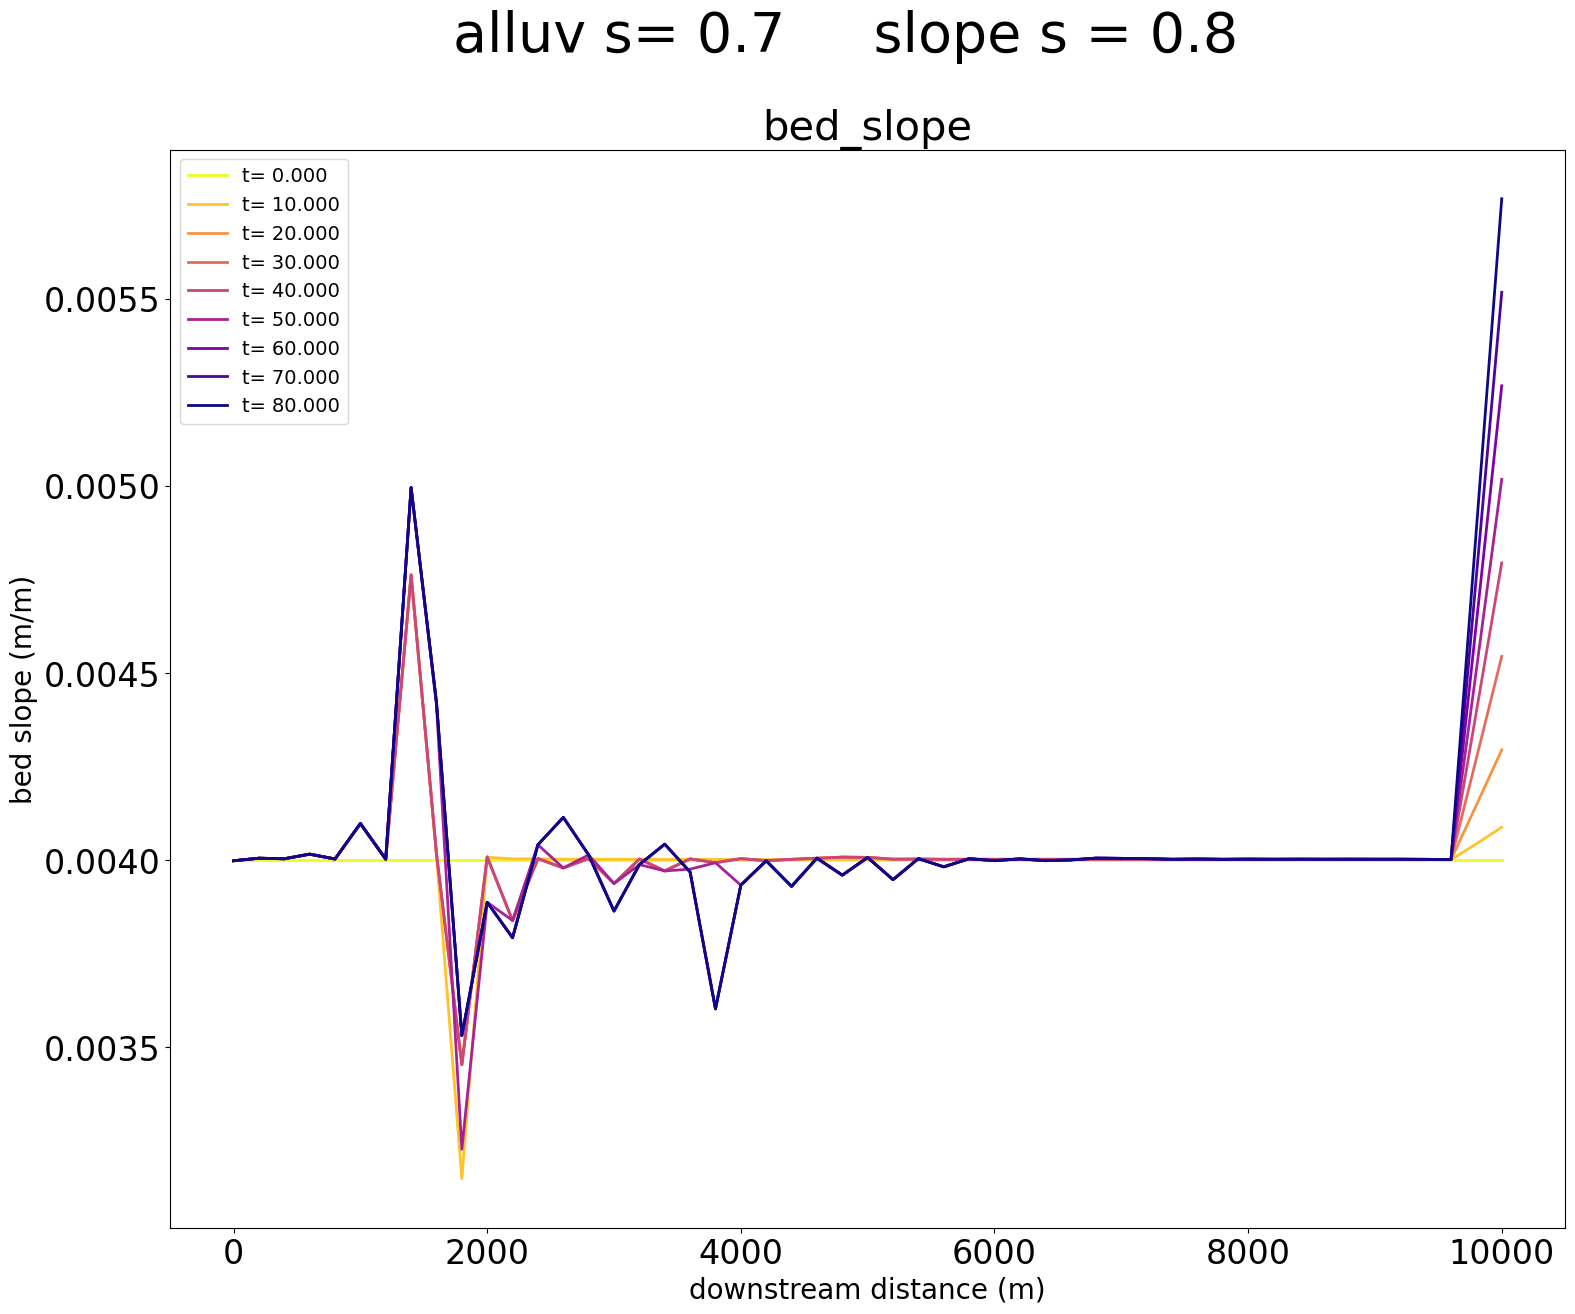 alluv s= 0.7     slope s = 0.8
bed_slope
t= 0.000
t= 10.000
t= 20.000
t= 30.000
t= 40.000
t= 50.000
t= 60.000
t= 70.000
t= 80.000
0.0055
0.0050
0.0045
0.0040
0.0035
bed slope (m/m)
0 2000 4000 6000 8000 10000
downstream distance (m)